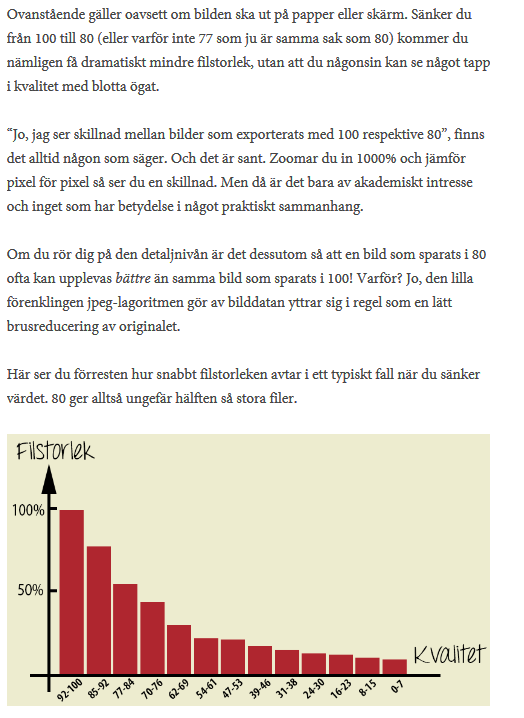 Ovanstående gäller oavsett om bilden ska ut på papper eller skärm. Sänker du
från 100 till 80 (eller varför inte 77 som ju är samma sak som 80) kommer du
nämligen få dramatiskt mindre filstorlek, utan att du någonsin kan se något tapp
i kvalitet med blotta ögat.
“Jo, jag ser skillnad mellan bilder som exporterats med 100 respektive 80”, finns
det alltid någon som säger. Och det är sant. Zoomar du in 1000% och jämför
pixel för pixel så ser du en skillnad. Men då är det bara av akademiskt intresse
och inget som har betydelse i något praktiskt sammanhang.
Om du rör dig på den detaljnivån är det dessutom så att en bild som sparats i 80
ofta kan upplevas bättre än samma bild som sparats i 100! Varför? Jo, den lilla
förenklingen jpeg-lagoritmen gör av bilddatan yttrar sig i regel som en lätt
brusreducering av originalet.
Här ser du förresten hur snabbt filstorleken avtar i ett typiskt fall när du sänker
värdet. 80 ger alltså ungefär hälften så stora filer.
Filstorlek
100%
50%
Kvalitet
92-100 85-92 77-84 70-76 62-69 54-61 47-53 39-46 31-38 24-30 16-23 8-15 0-7